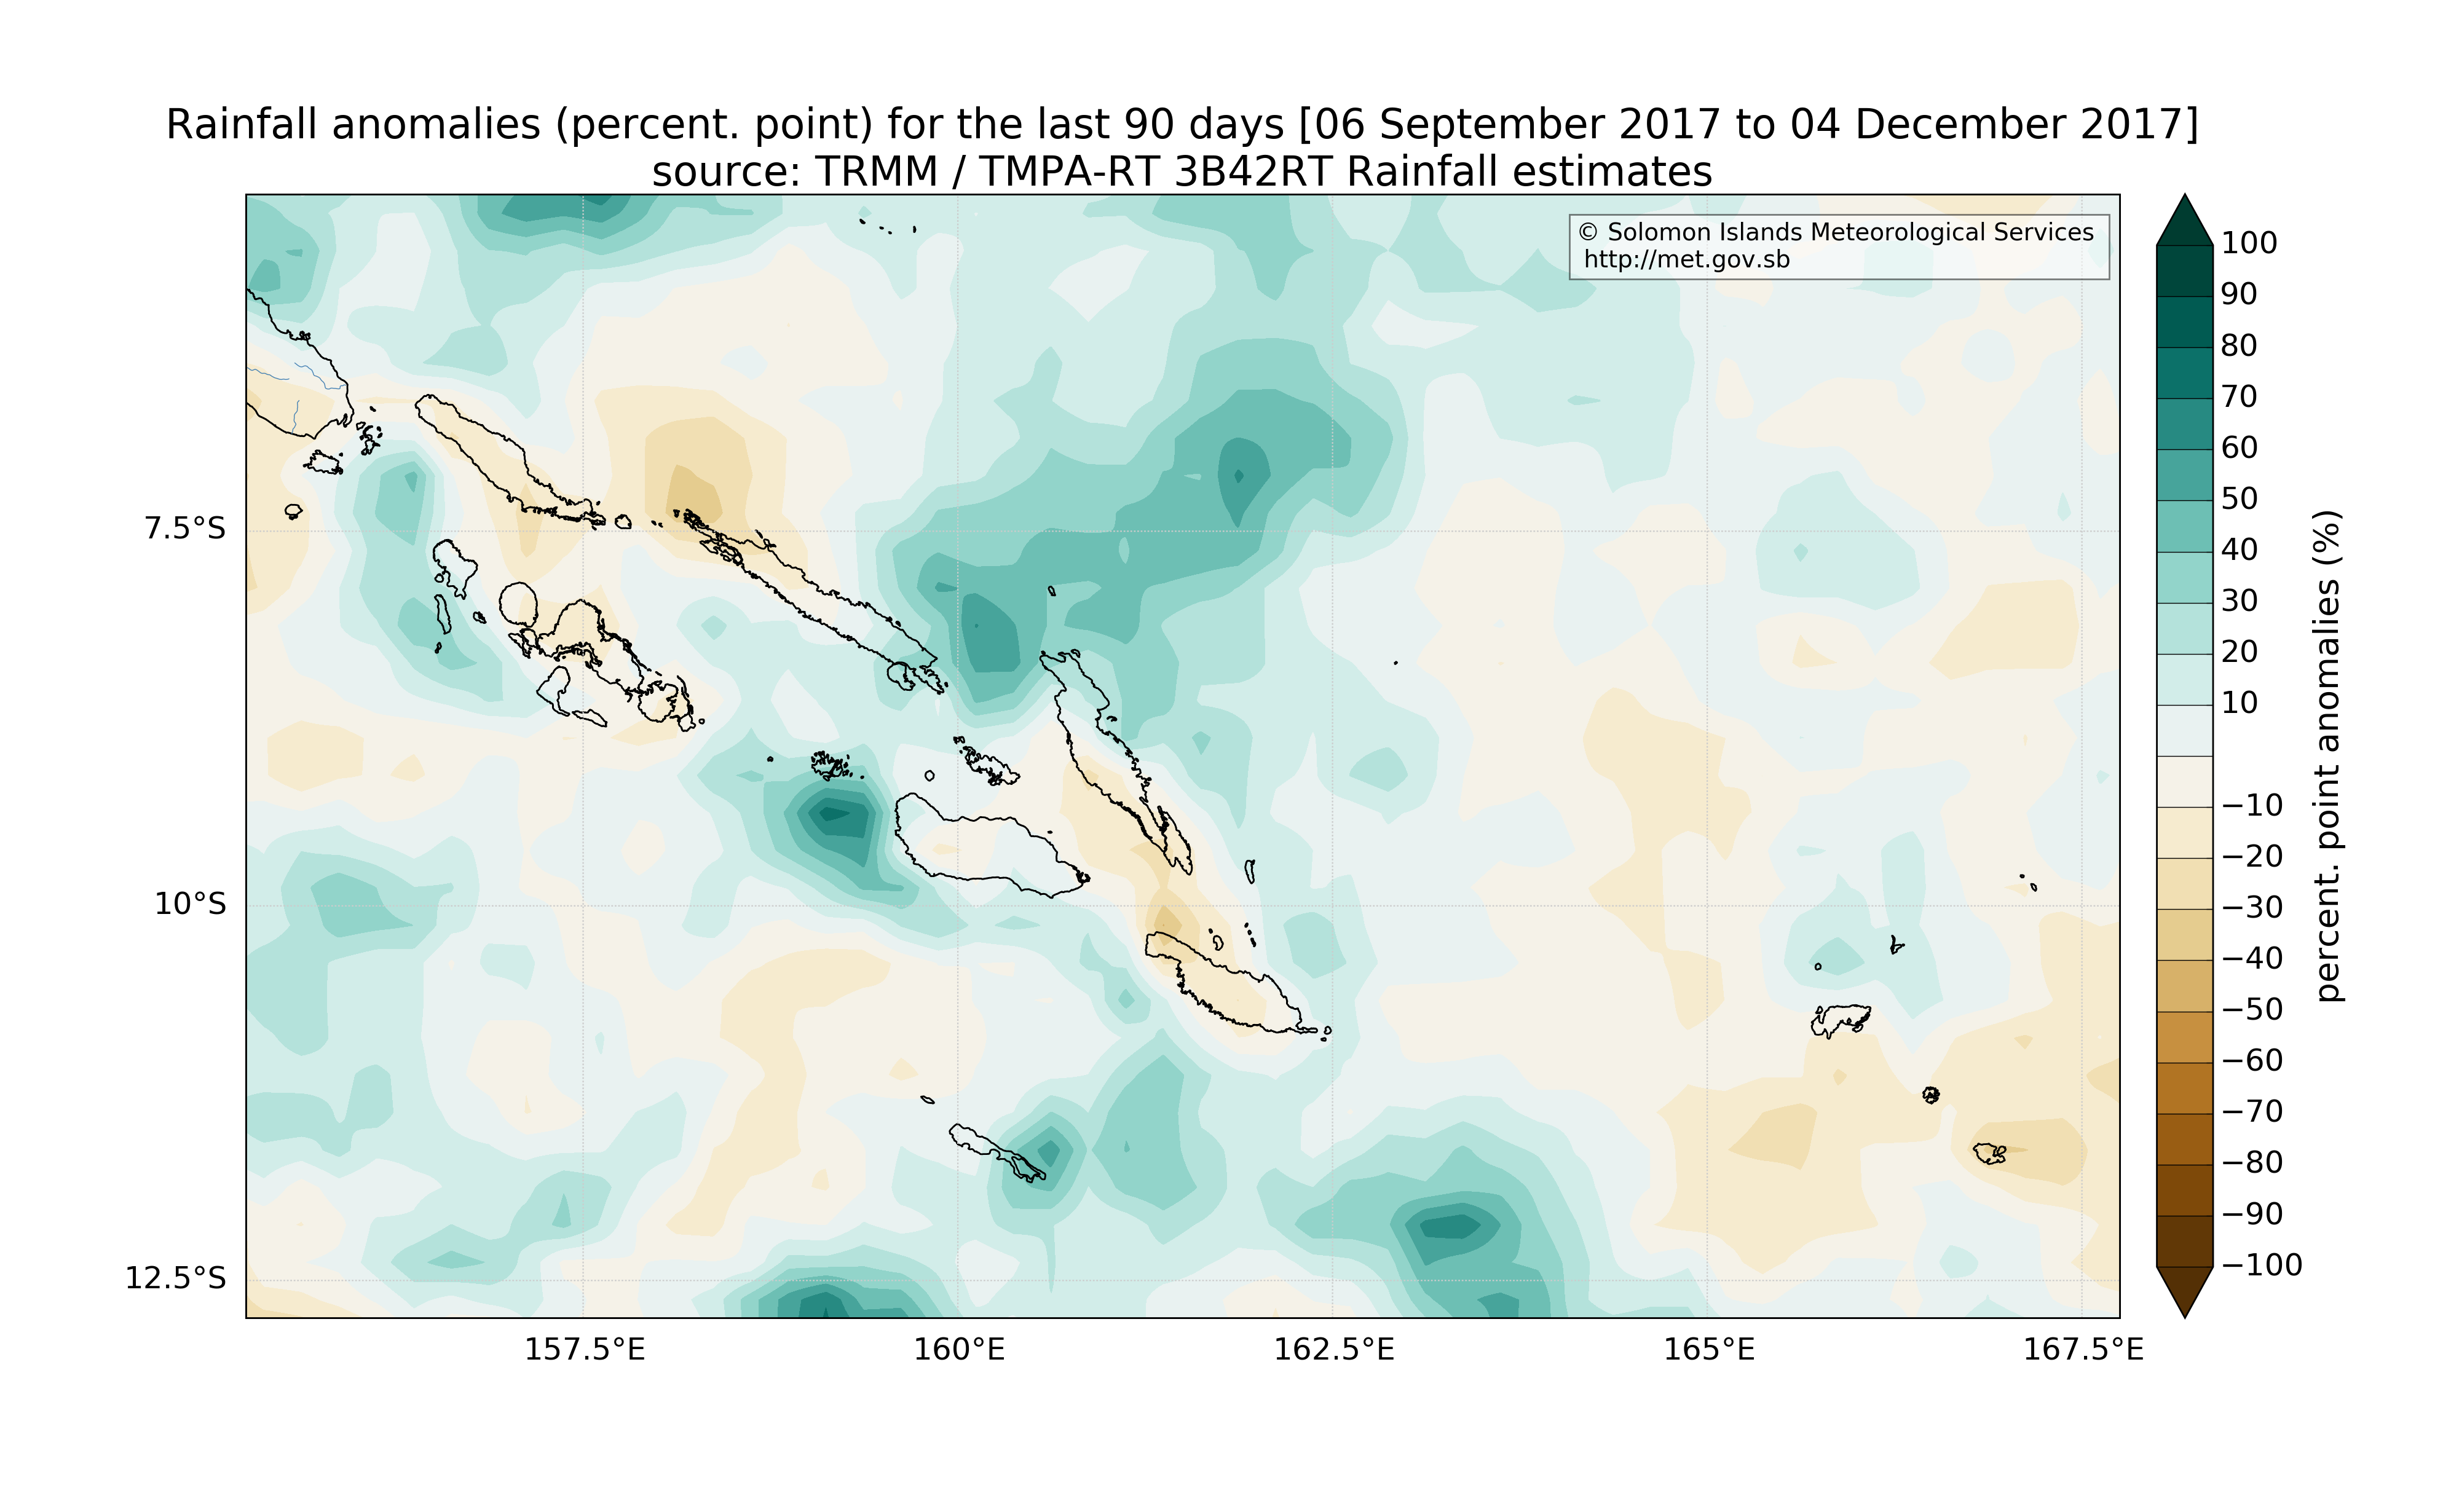 Rainfall anomalies (percent. point) for the last 90 days [06 September 2017 to 04 December 2017]
source: TRMM / TMPA-RT 3B42RT Rainfall estimates
© Solomon Islands Meteorological Services
http://met.gov.sb
7.5°S
10°S
12.5°S
157.5°E
160°E
162.5°E
165°E
167.5°E
100
90
80
70
60
50
40
30
20
10
−10
−20
−30
−40
−50
−60
−70
−80
−90
−100
percent. point anomalies (%)